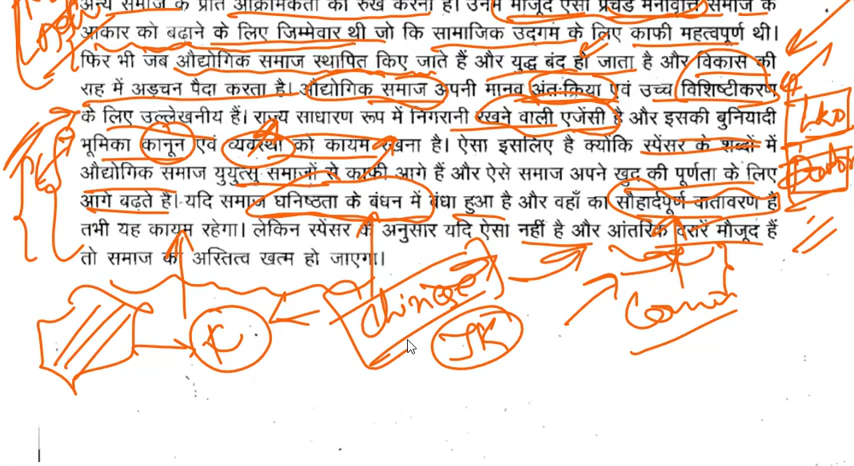 अन्य समाज के प्रति आक्रामकता का रुख करना है। उनमें मौजूद ऐसी प्रचंड मनोवृत्ति समाज के
आकार को बढ़ाने के लिए जिम्मेवार थी जो कि सामाजिक उदगम के लिए काफी महत्वपूर्ण थी।
फिर भी जब औद्योगिक समाज स्थापित किए जाते हैं और युद्ध बंद हो जाता है और विकास की
राह में अड़चन पैदा करता है। औद्योगिक समाज अपनी मानव अंतःक्रिया एवं उच्च विशिष्टीकरण
के लिए उल्लेखनीय हैं। राज्य साधारण रूप में निगरानी रखने वाली एजेंसी है और इसकी बुनियादी
भूमिका कानून एवं व्यवस्था को कायम रखना है। ऐसा इसलिए है क्योंकि स्पेंसर के शब्दों में
औद्योगिक समाज युयुत्सु समाजों से काफी आगे हैं और ऐसे समाज अपने खुद की पूर्णता के लिए
आगे बढ़ते हैं। यदि समाज घनिष्ठता के बंधन में बंधा हुआ है और वहाँ का सौहार्दपूर्ण वातावरण है
तभी यह कायम रहेगा। लेकिन स्पेंसर के अनुसार यदि ऐसा नहीं है और आंतरिक दरारें मौजूद हैं
तो समाज का अस्तित्व खत्म हो जाएगा।
K
JK